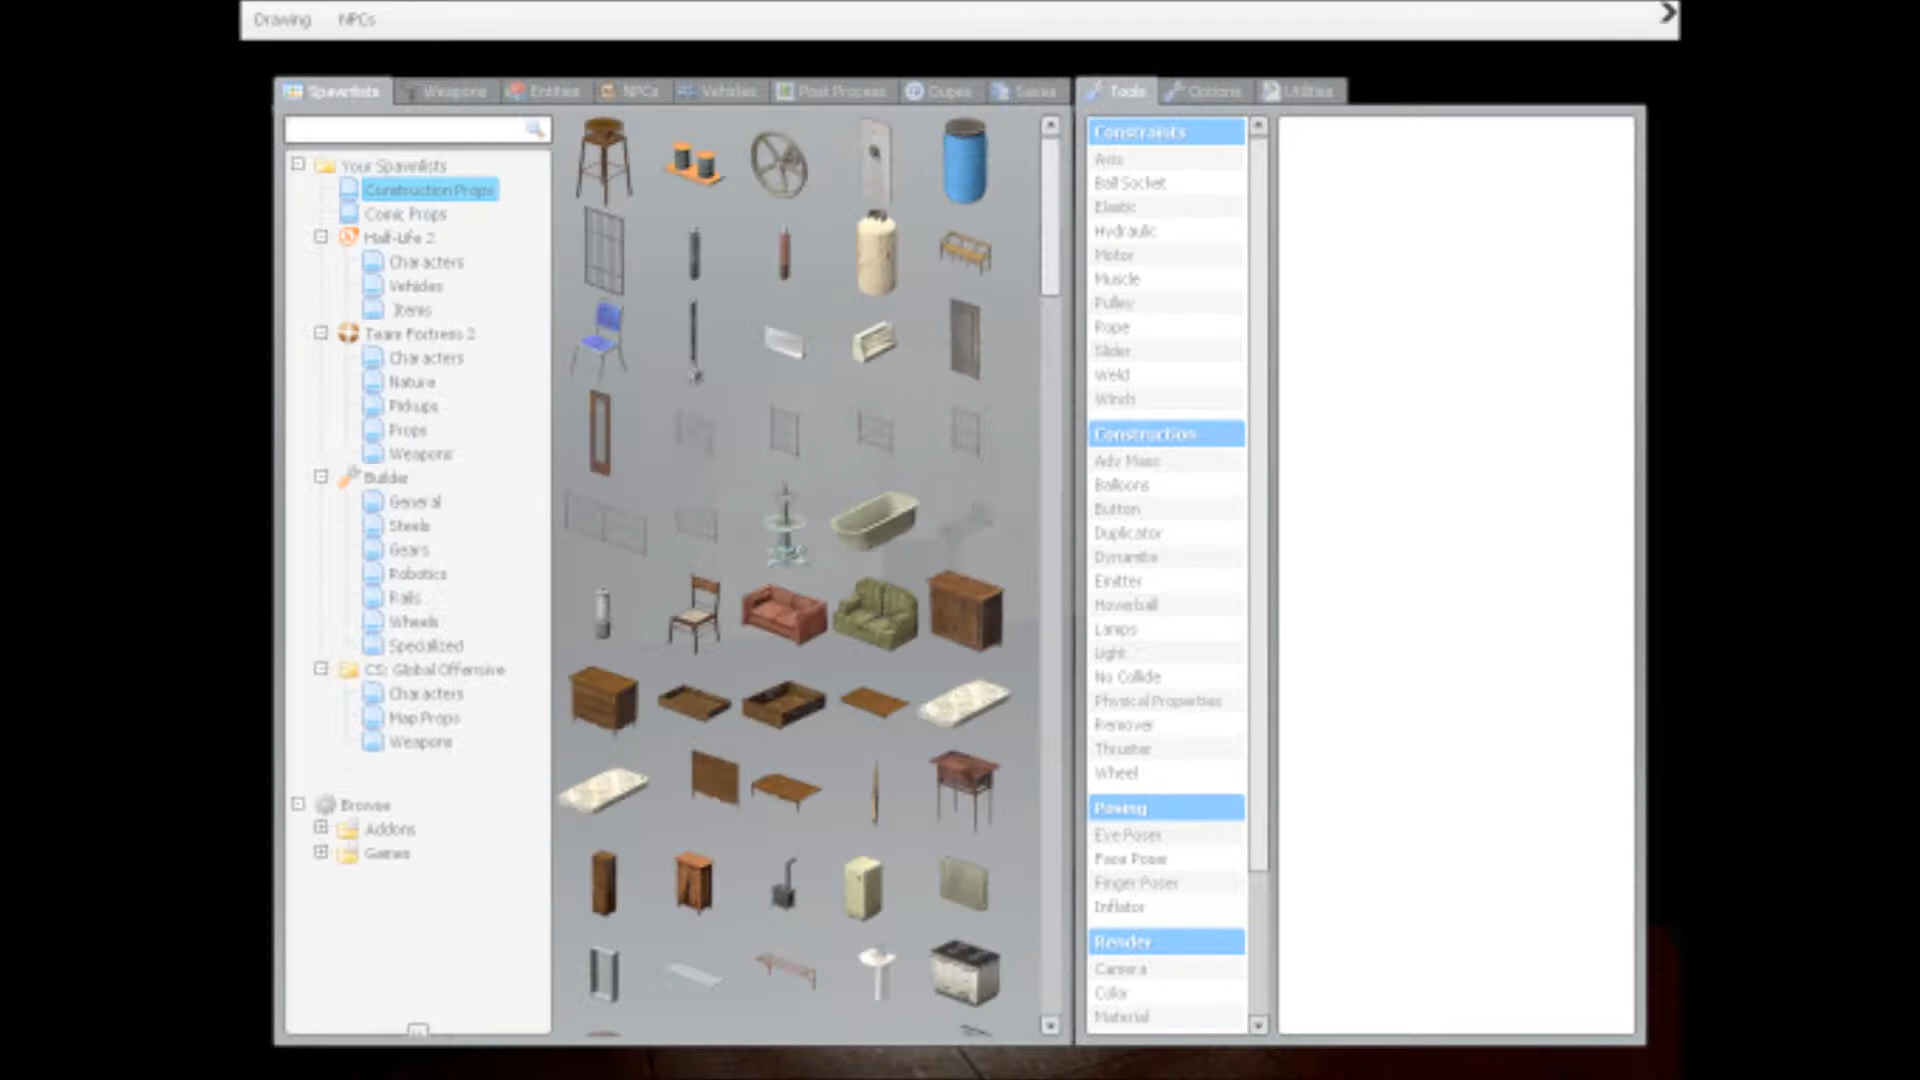 Drawing NPCs
Spawnlists Weapons Entities NPCs Vehicles Post Process Dupes Saves
Tools Options Utilities
Your Spawnlists
Construction Props
Comic Props
Half-Life 2
Characters
Vehicles
Items
Team Fortress 2
Characters
Nature
Pickups
Props
Weapons
Builder
General
Steels
Gears
Robotics
Rails
Wheels
Specialized
CS: Global Offensive
Characters
Map Props
Weapons
Browse
Addons
Games
Constraints
Axis
Ball Socket
Elastic
Hydraulic
Motor
Muscle
Pulley
Rope
Slider
Weld
Winch
Construction
Adv. Mass
Balloons
Button
Duplicator
Dynamite
Emitter
Hoverball
Lamps
Light
No Collide
Physical Properties
Remover
Thruster
Wheel
Posing
Eye Poser
Face Poser
Finger Poser
Inflator
Render
Camera
Color
Material